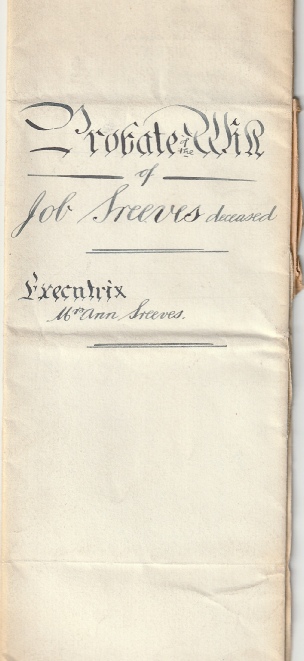 Probate of the Will
of
Job Sreeves deceased
Executrix
Mrs Ann Sreeves.